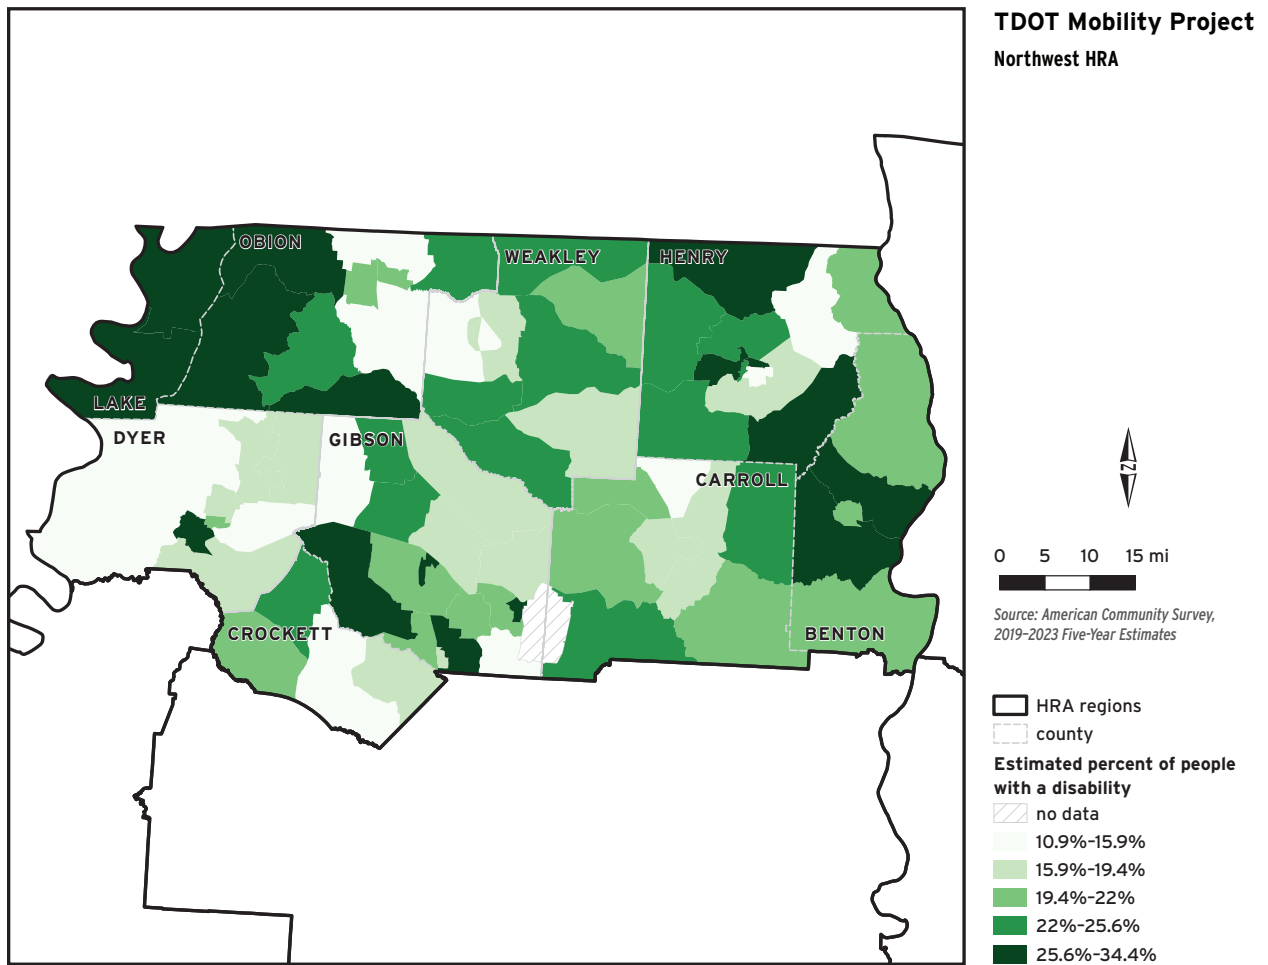 TDOT Mobility Project
Northwest HRA
OBION
WEAKLEY
HENRY
LAKE
DYER
GIBSON
CARROLL
CROCKETT
BENTON
N
0 5 10 15 mi
Source: American Community Survey,
2019–2023 Five-Year Estimates
HRA regions
county
Estimated percent of people
with a disability
no data
10.9%–15.9%
15.9%–19.4%
19.4%–22%
22%–25.6%
25.6%–34.4%